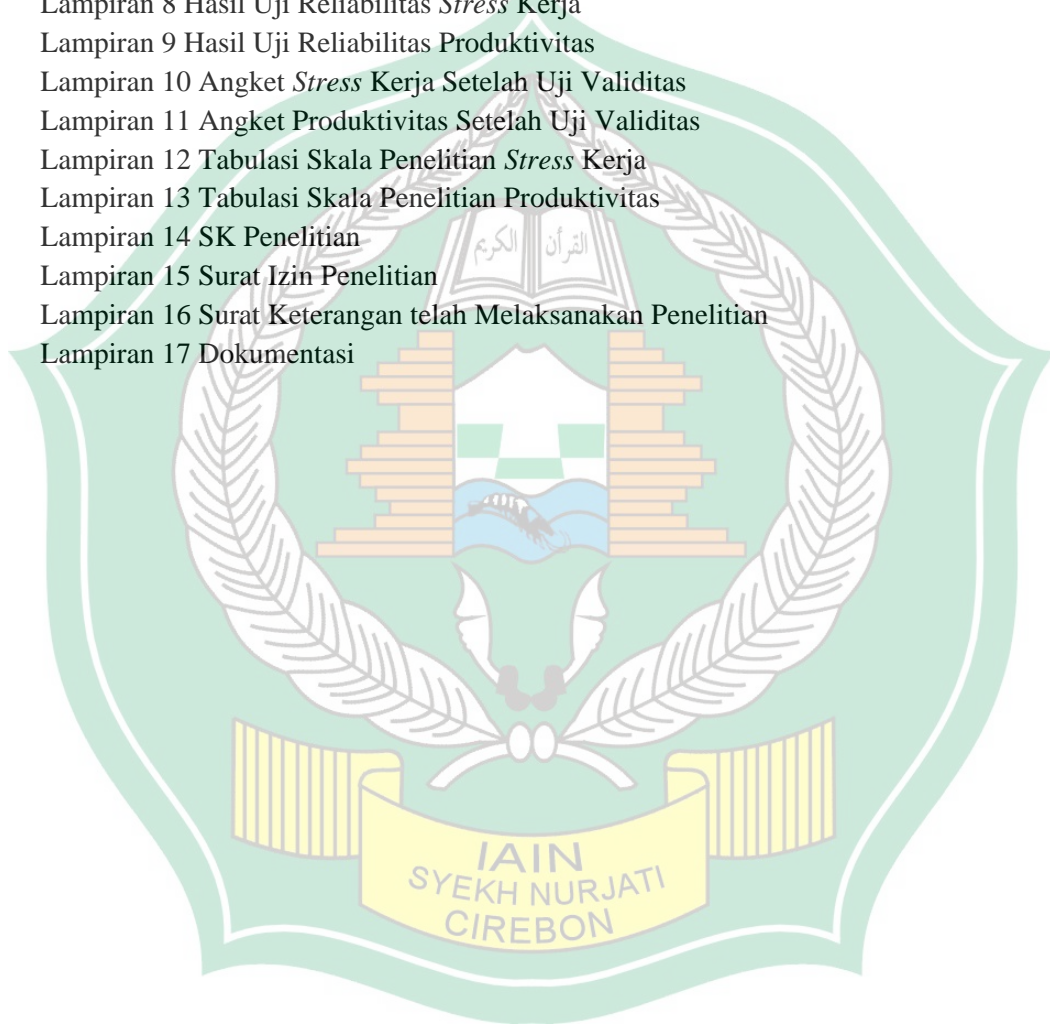 Lampiran 8 Hasil Uji Reliabilitas Stress Kerja
Lampiran 9 Hasil Uji Reliabilitas Produktivitas
Lampiran 10 Angket Stress Kerja Setelah Uji Validitas
Lampiran 11 Angket Produktivitas Setelah Uji Validitas
Lampiran 12 Tabulasi Skala Penelitian Stress Kerja
Lampiran 13 Tabulasi Skala Penelitian Produktivitas
Lampiran 14 SK Penelitian
Lampiran 15 Surat Izin Penelitian
Lampiran 16 Surat Keterangan telah Melaksanakan Penelitian
Lampiran 17 Dokumentasi
القرأن الكريم
IAIN
SYEKH NURJATI
CIREBON